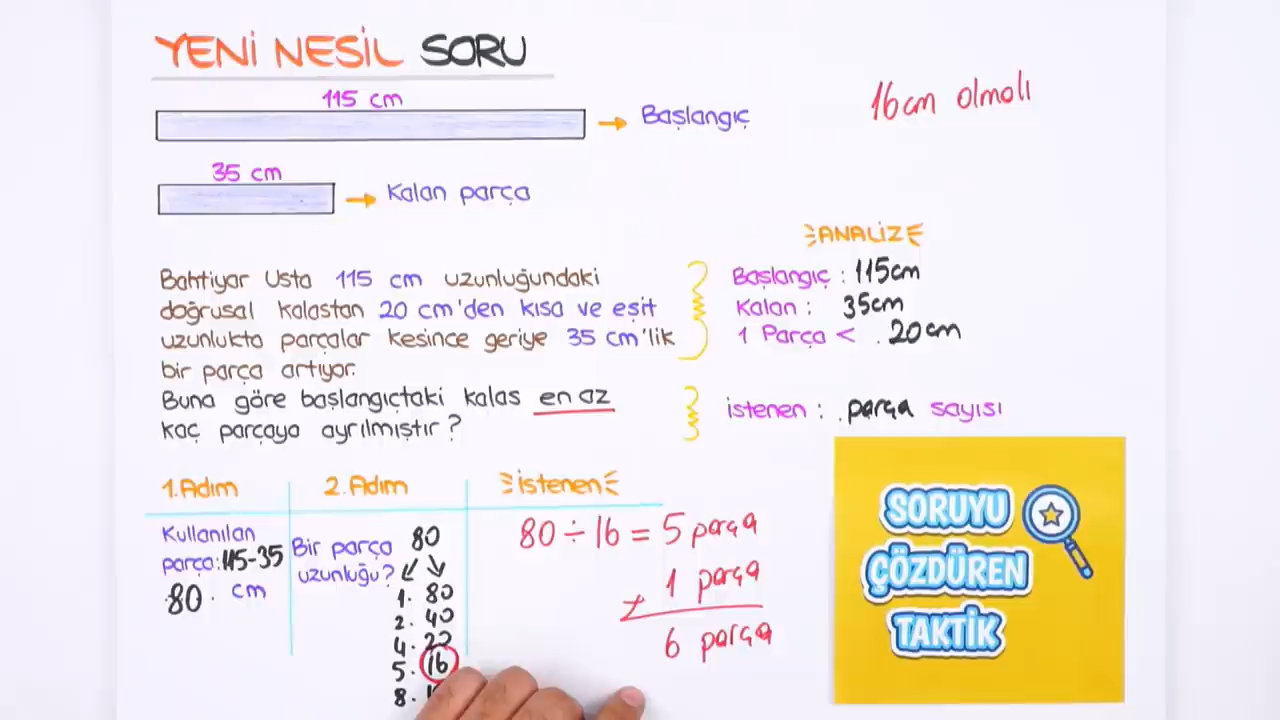 YENİ NESİL SORU
115 cm
Başlangıç
16cm olmalı
35 cm
Kalan parça
Bahtiyar Usta 115 cm uzunluğundaki
doğrusal kalastan 20 cm'den kısa ve eşit
uzunlukta parçalar kesince geriye 35 cm'lik
bir parça artıyor.
Buna göre başlangıçtaki kalas en az
kaç parçaya ayrılmıştır?
ANALİZ
Başlangıç : 115cm
Kalan : 35cm
1 Parça < . 20cm
istenen : . parça sayısı
1.Adım
Kullanılan
parça: 115-35
80. cm
2. Adım
Bir parça
uzunluğu?
80
1. 80
2. 40
4. 20
5. 16
8.
İstenen
80 ÷ 16 = 5 parça
1 parça
+
6 parça
SORUYU
ÇÖZDÜREN
TAKTİK